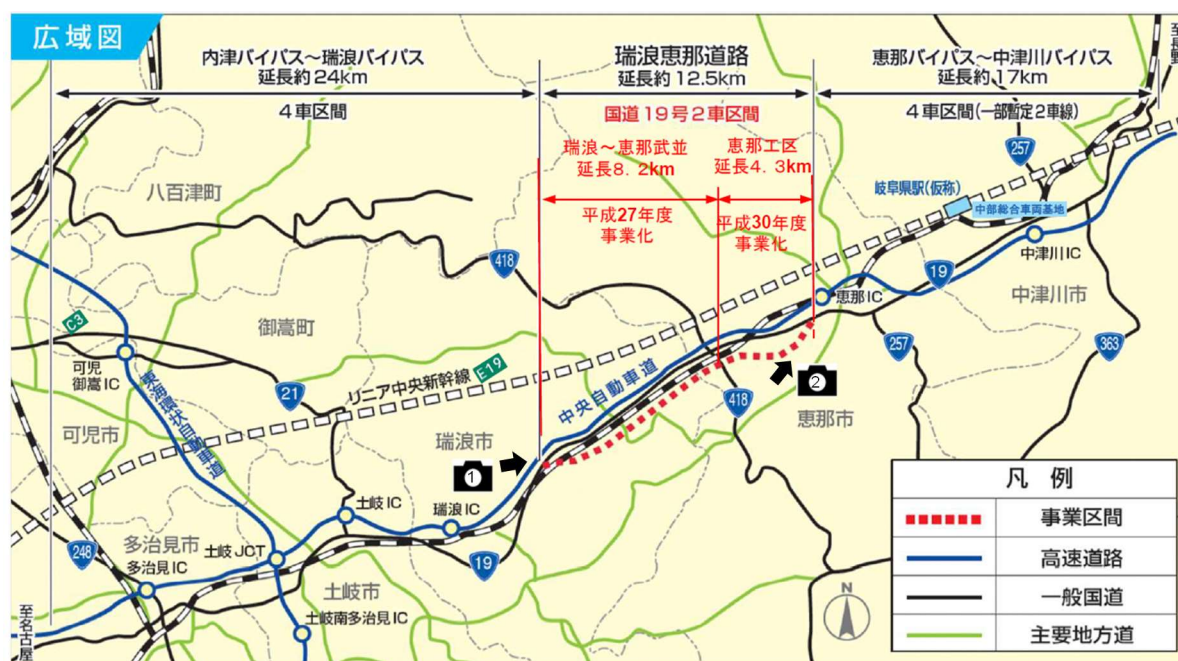 広域図
内津バイパス～瑞浪バイパス
延長約24km
4車区間
瑞浪恵那道路
延長約12.5km
国道19号2車区間
恵那バイパス～中津川バイパス
延長約17km
4車区間(一部暫定2車線)
至長野
瑞浪～恵那武並
延長8.2km
平成27年度
事業化
恵那工区
延長4.3km
平成30年度
事業化
257
岐阜県駅(仮称)
中部総合車両基地
八百津町
418
中津川IC
19
中津川市
恵那IC
御嵩町
C3
可児
御嵩IC
東海環状自動車道
21
リニア中央新幹線
E19
中央自動車道
257
363
418
2
恵那市
可児市
瑞浪市
1
土岐IC
瑞浪IC
248
多治見市
多治見IC
土岐JCT
19
土岐市
土岐南多治見IC
至名古屋
N
凡例
事業区間
高速道路
一般国道
主要地方道